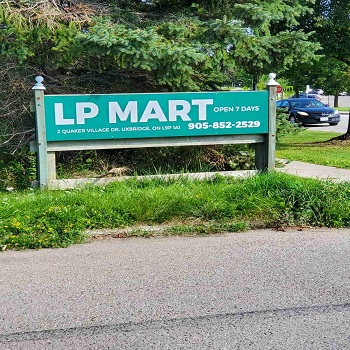 LP MART OPEN 7 DAYS
2 QUAKER VILLAGE DR. UXBRIDGE, ON L9P 1A1 905-852-2529